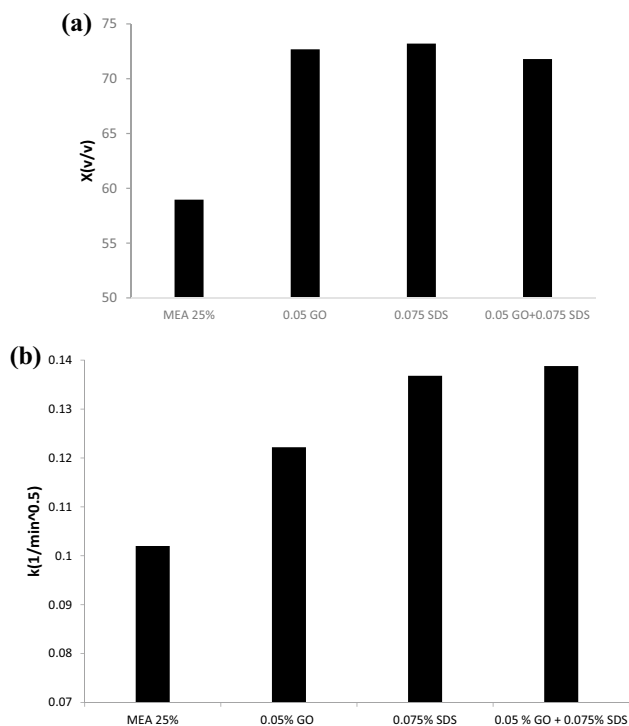 (a)
75
70
65
60
55
50
X(v/v)
MEA 25%
0.05 GO
0.075 SDS
0.05 GO+0.075 SDS
(b)
0.14
0.13
0.12
0.11
0.1
0.09
0.08
0.07
k(1/min^0.5)
MEA 25%
0.05% GO
0.075% SDS
0.05 % GO + 0.075% SDS